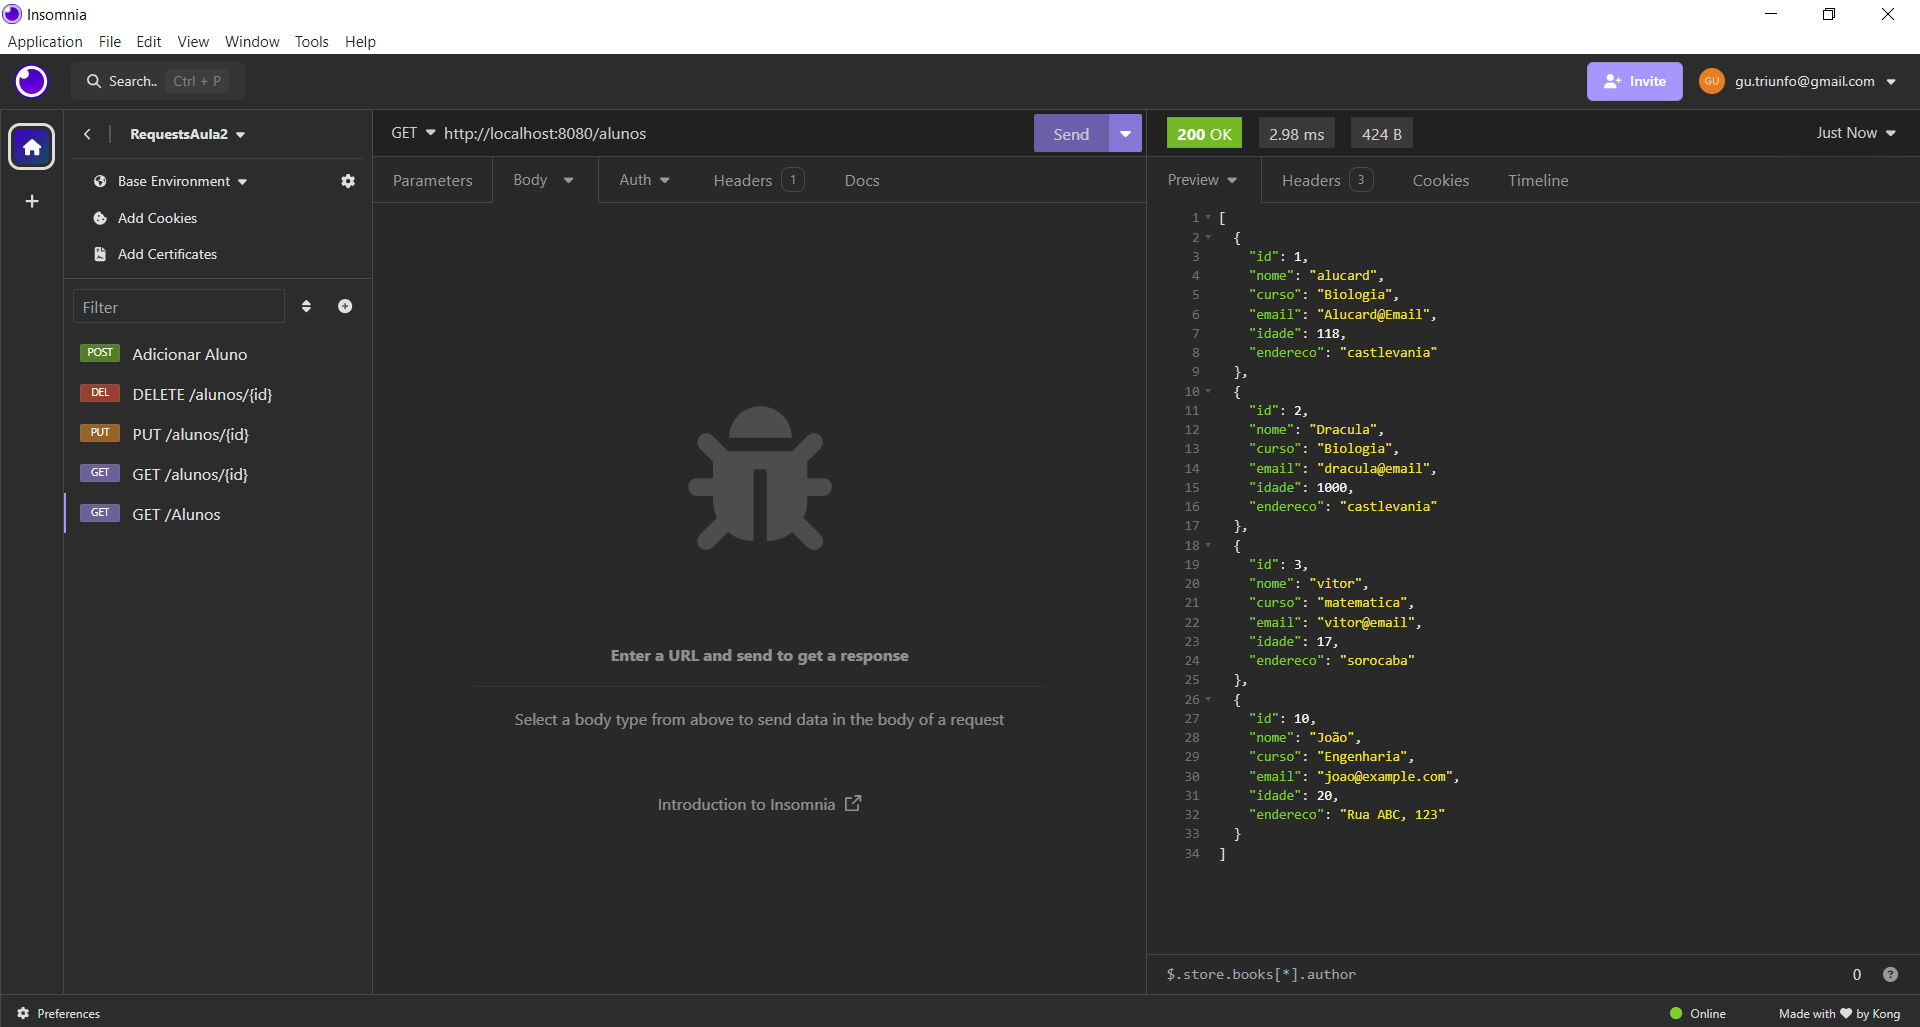 Insomnia
Application File Edit View Window Tools Help
Search.. Ctrl + P
Invite
GU gu.triunfo@gmail.com
RequestsAula2
Base Environment
Add Cookies
Add Certificates
Filter
POST Adicionar Aluno
DEL DELETE /alunos/{id}
PUT PUT /alunos/{id}
GET GET /alunos/{id}
GET GET /Alunos
GET http://localhost:8080/alunos Send
Parameters Body Auth Headers 1 Docs
Enter a URL and send to get a response
Select a body type from above to send data in the body of a request
Introduction to Insomnia
200 OK 2.98 ms 424 B Just Now
Preview Headers 3 Cookies Timeline
1 [
2 {
3 "id": 1,
4 "nome": "alucard",
5 "curso": "Biologia",
6 "email": "Alucard@Email",
7 "idade": 118,
8 "endereco": "castlevania"
9 },
10 {
11 "id": 2,
12 "nome": "Dracula",
13 "curso": "Biologia",
14 "email": "dracula@email",
15 "idade": 1000,
16 "endereco": "castlevania"
17 },
18 {
19 "id": 3,
20 "nome": "vitor",
21 "curso": "matematica",
22 "email": "vitor@email",
23 "idade": 17,
24 "endereco": "sorocaba"
25 },
26 {
27 "id": 10,
28 "nome": "João",
29 "curso": "Engenharia",
30 "email": "joao@example.com",
31 "idade": 20,
32 "endereco": "Rua ABC, 123"
33 }
34 ]
$.store.books[*].author 0 ?
Preferences
Online Made with ♥ by Kong